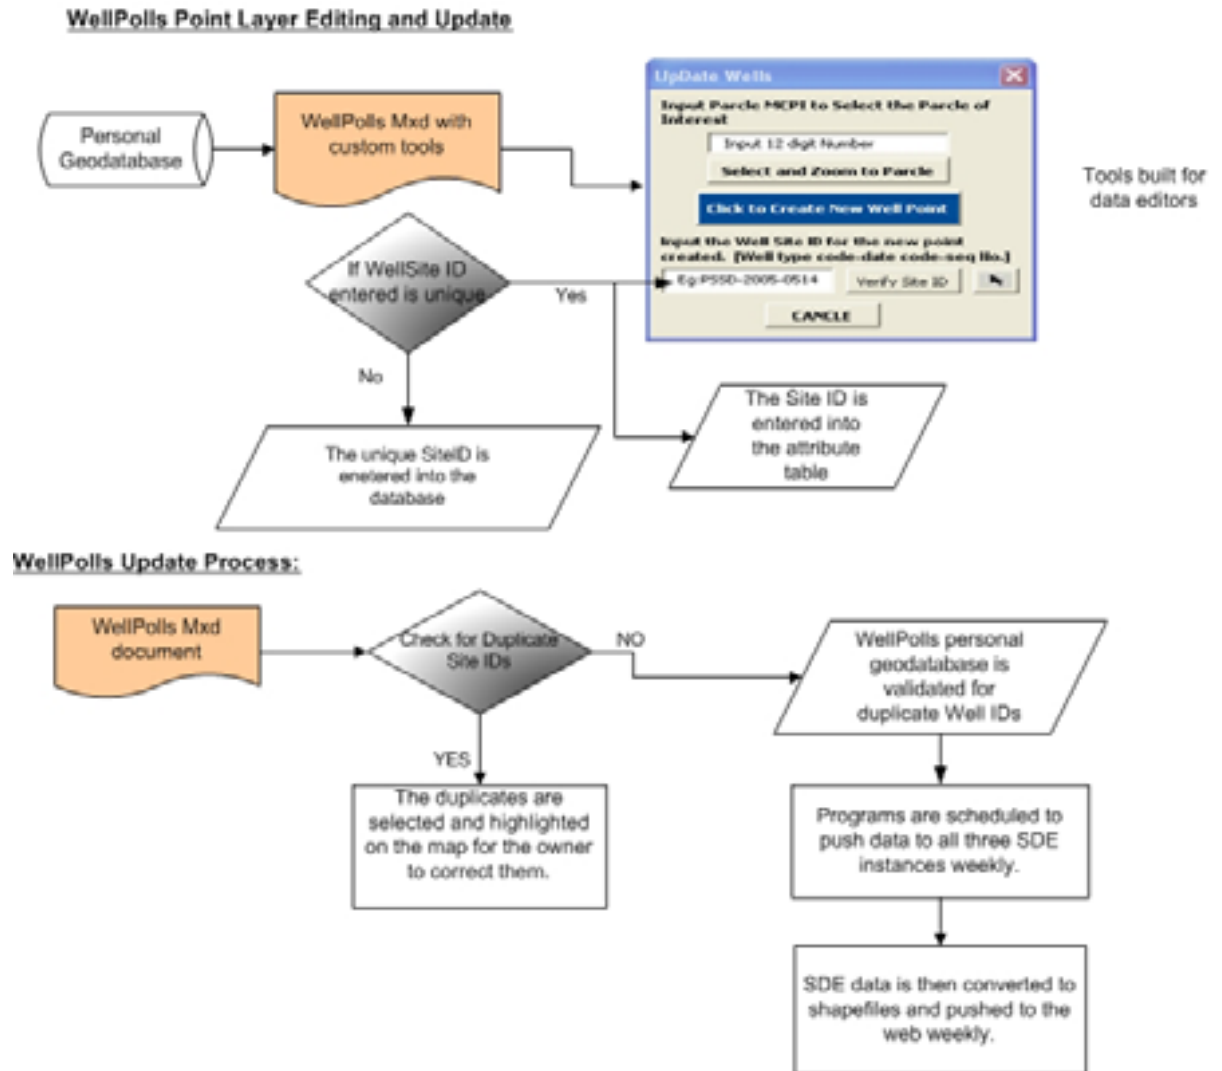 WellPolls Point Layer Editing and Update
Personal
Geodatabase
WellPolls Mxd with
custom tools
UpDate Wells
Input Parcle MCPI to Select the Parcle of
Interest
Input 12 digit Number
Select and Zoom to Parcle
Click to Create New Well Point
Input the Well Site ID for the new point
created. [Well type code-date code-seq No.]
Eg:PSSD-2005-0514
Verify Site ID
CANCLE
Tools built for
data editors
If WellSite ID
entered is unique
Yes
No
The unique SiteID is
enetered into the
database
The Site ID is
entered into
the attribute
table
WellPolls Update Process:
WellPolls Mxd
document
Check for Duplicate
Site IDs
NO
YES
WellPolls personal
geodatabase is
validated for
duplicate Well IDs
The duplicates are
selected and highlighted
on the map for the owner
to correct them.
Programs are scheduled to
push data to all three SDE
instances weekly.
SDE data is then converted to
shapefiles and pushed to the
web weekly.